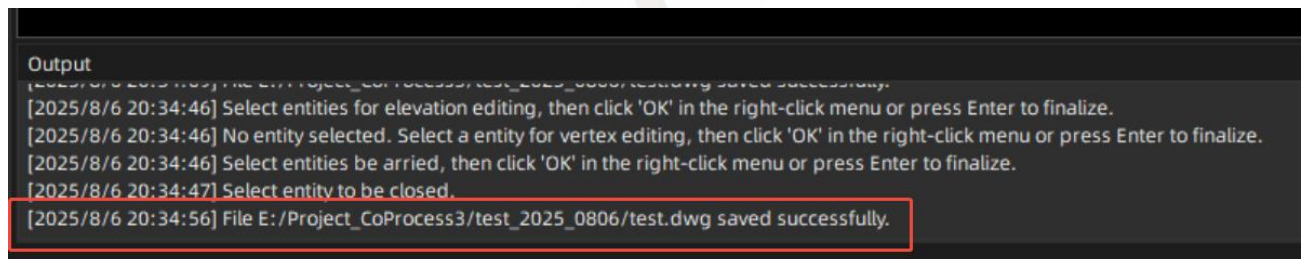 Output
[2025/8/6 20:34:46] Select entities for elevation editing, then click 'OK' in the right-click menu or press Enter to finalize.
[2025/8/6 20:34:46] No entity selected. Select a entity for vertex editing, then click 'OK' in the right-click menu or press Enter to finalize.
[2025/8/6 20:34:46] Select entities be arried, then click 'OK' in the right-click menu or press Enter to finalize.
[2025/8/6 20:34:47] Select entity to be closed.
[2025/8/6 20:34:56] File E:/Project_CoProcess3/test_2025_0806/test.dwg saved successfully.